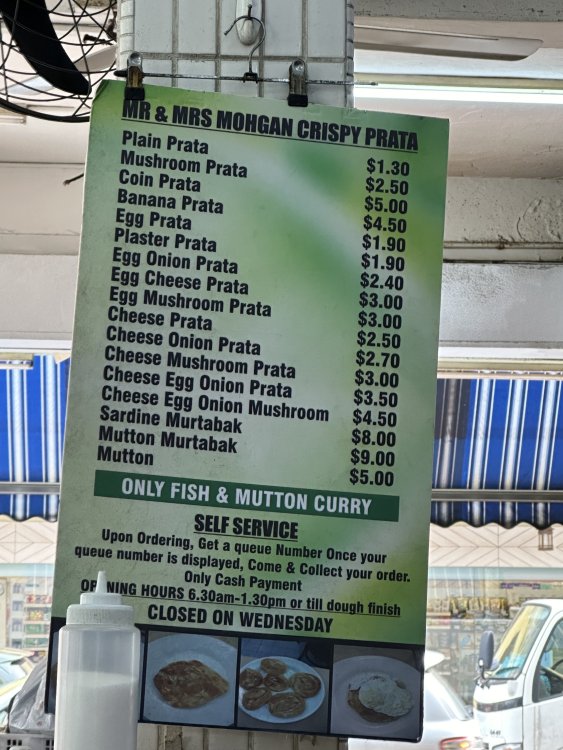 MR & MRS MOHGAN CRISPY PRATA
Plain Prata $1.30
Mushroom Prata $2.50
Coin Prata $5.00
Banana Prata $4.50
Egg Prata $1.90
Plaster Prata $1.90
Egg Onion Prata $2.40
Egg Cheese Prata $3.00
Egg Mushroom Prata $3.00
Cheese Prata $2.50
Cheese Onion Prata $2.70
Cheese Mushroom Prata $3.00
Cheese Egg Onion Prata $3.50
Cheese Egg Onion Mushroom $4.50
Sardine Murtabak $8.00
Mutton Murtabak $9.00
Mutton $5.00
ONLY FISH & MUTTON CURRY
SELF SERVICE
Upon Ordering, Get a queue Number Once your
queue number is displayed, Come & Collect your order.
Only Cash Payment
OPENING HOURS 6.30am-1.30pm or till dough finish
CLOSED ON WEDNESDAY